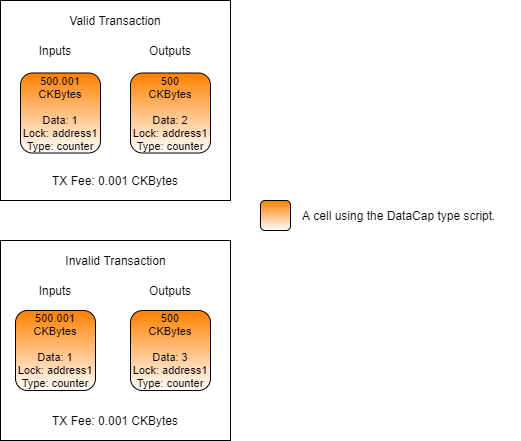 Valid Transaction
Inputs
Outputs
500.001
CKBytes
Data: 1
Lock: address1
Type: counter
500
CKBytes
Data: 2
Lock: address1
Type: counter
TX Fee: 0.001 CKBytes
A cell using the DataCap type script.
Invalid Transaction
Inputs
Outputs
500.001
CKBytes
Data: 1
Lock: address1
Type: counter
500
CKBytes
Data: 3
Lock: address1
Type: counter
TX Fee: 0.001 CKBytes